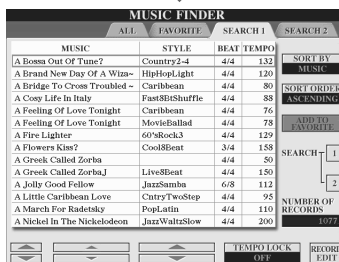 MUSIC FINDER
ALL FAVORITE SEARCH 1 SEARCH 2
MUSIC STYLE BEAT TEMPO
A Bossa Out Of Tune? Country2-4 4/4 132
A Brand New Day Of A Wiza~ HipHopLight 4/4 120
A Bridge To Cross Troubled ~ Caribbean 4/4 80
A Cosy Life In Italy Fast8BtShuffle 4/4 88
A Feeling Of Love Tonight Caribbean 4/4 76
A Feeling Of Love Tonight MovieBallad 4/4 78
A Fire Lighter 60'sRock3 4/4 129
A Flowers Kiss? Cool8Beat 3/4 158
A Greek Called Zorba 4/4 50
A Greek Called ZorbaJ Live8Beat 4/4 150
A Jolly Good Fellow JazzSamba 6/8 112
A Little Caribbean Love CntryTwoStep 4/4 95
A March For Radetsky PopLatin 4/4 110
A Nickel In The Nickelodeon JazzWaltzSlow 4/4 200
SORT BY
MUSIC
SORT ORDER
ASCENDING
ADD TO
FAVORITE
SEARCH 1
2
NUMBER OF
RECORDS
1077
TEMPO LOCK
OFF
RECORD
EDIT